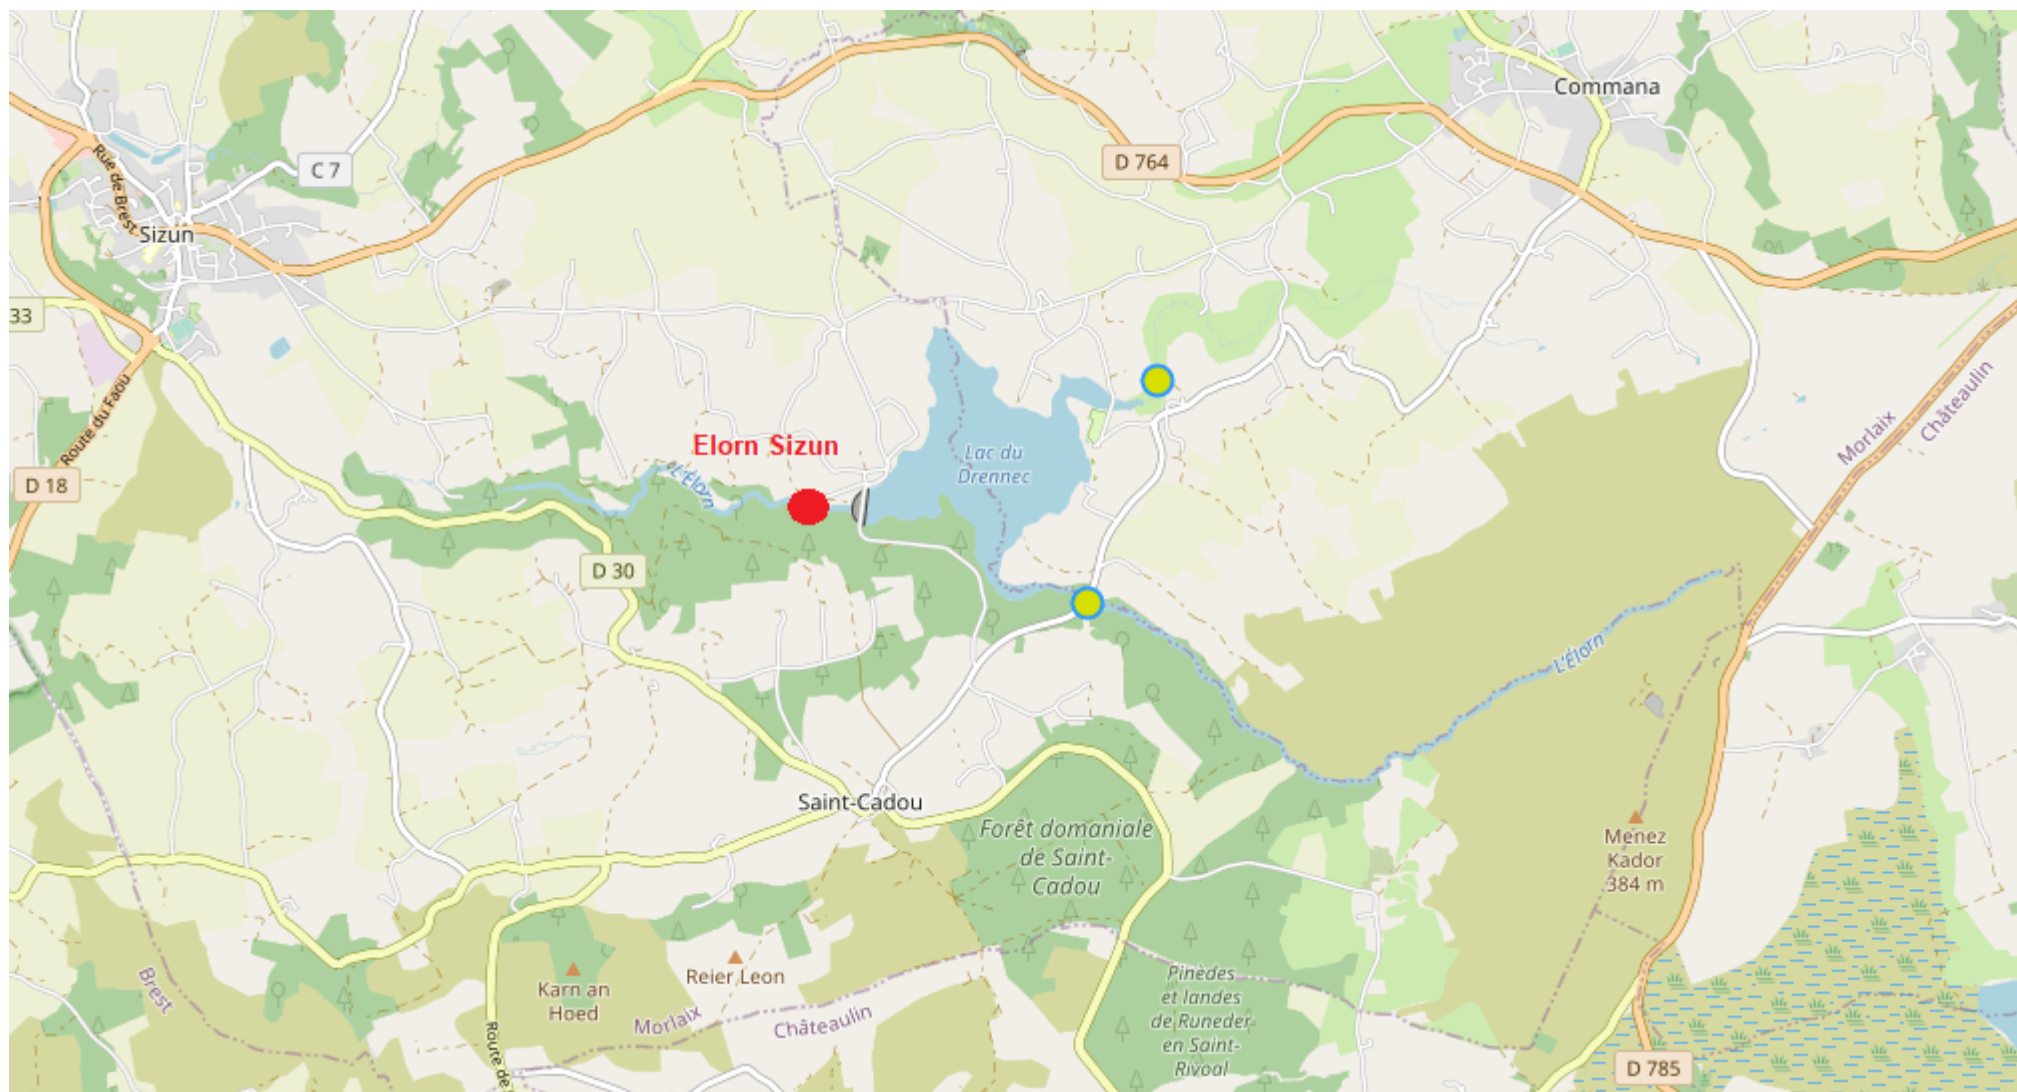 Commana
D 764
C 7
Rue de Brest
Sizun
33
Route du Faou
Morlaix
Châteaulin
Elorn Sizun
Lac du
Drennec
L'Élorn
D 18
D 30
L'Élorn
Saint-Cadou
Forêt domaniale
de Saint-
Cadou
Menez
Kador
384 m
Reier Leon
Karn an
Hoed
Brest
Morlaix
Châteaulin
Pinèdes
et landes
de Runeder
en Saint-
Rivoal
Route de
D 785